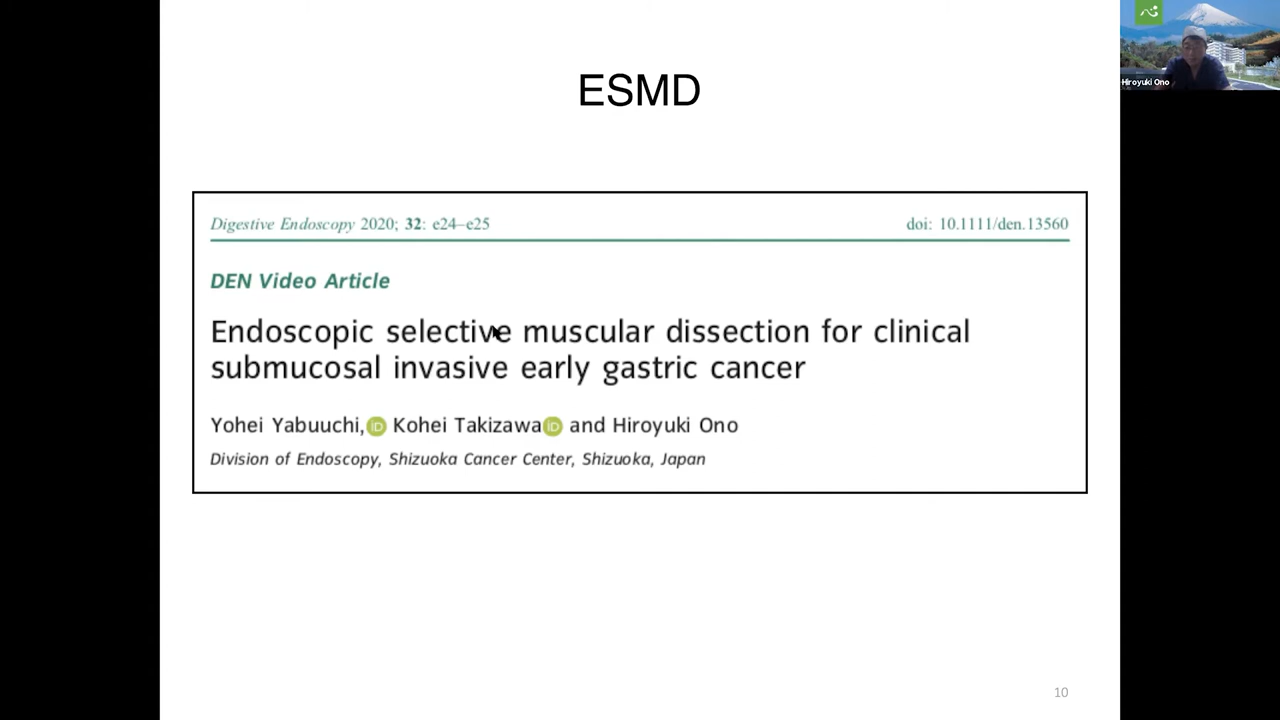 ESMD
Hiroyuki Ono
Digestive Endoscopy 2020; 32: e24–e25
doi: 10.1111/den.13560
DEN Video Article
Endoscopic selective muscular dissection for clinical
submucosal invasive early gastric cancer
Yohei Yabuuchi, iD Kohei Takizawa iD and Hiroyuki Ono
Division of Endoscopy, Shizuoka Cancer Center, Shizuoka, Japan
10